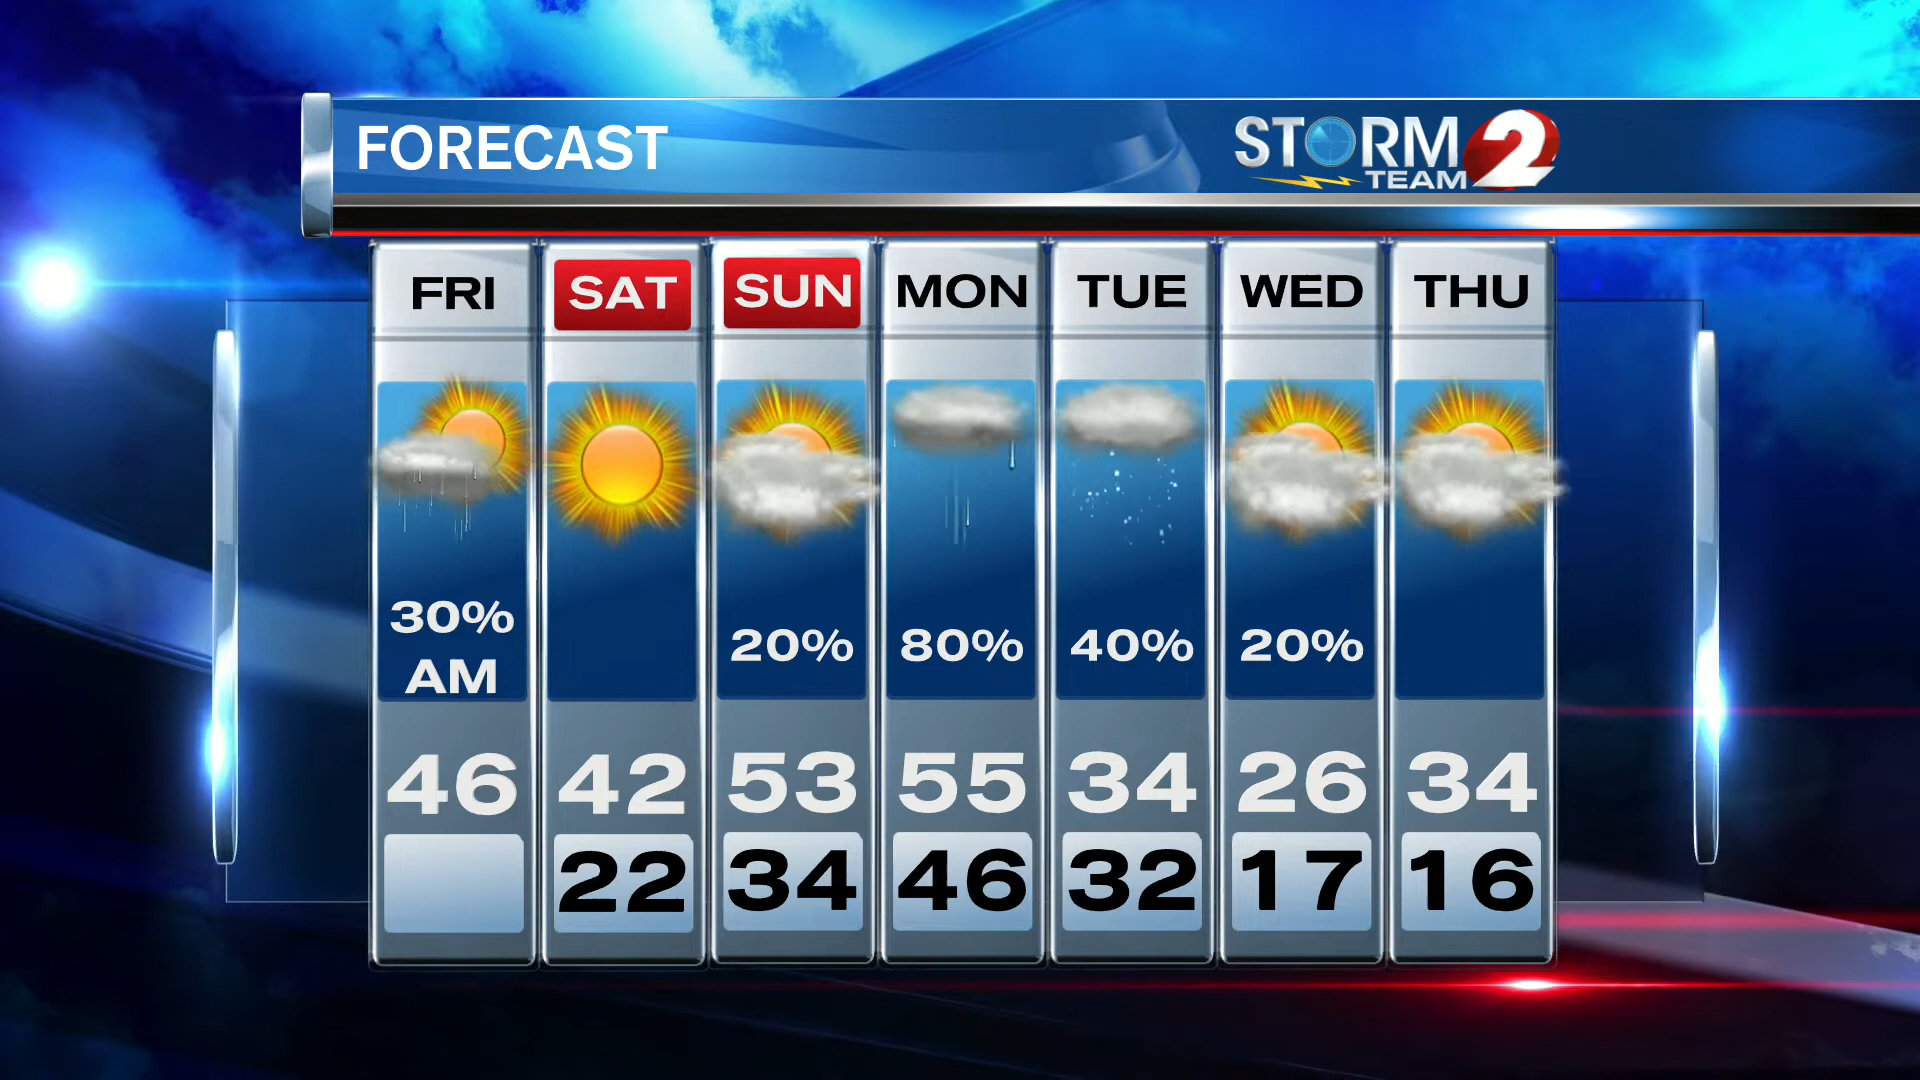 FORECAST
STORM
TEAM 2
FRI SAT SUN MON TUE WED THU
30% AM
20% 80% 40% 20%
46 42 53 55 34 26 34
22 34 46 32 17 16